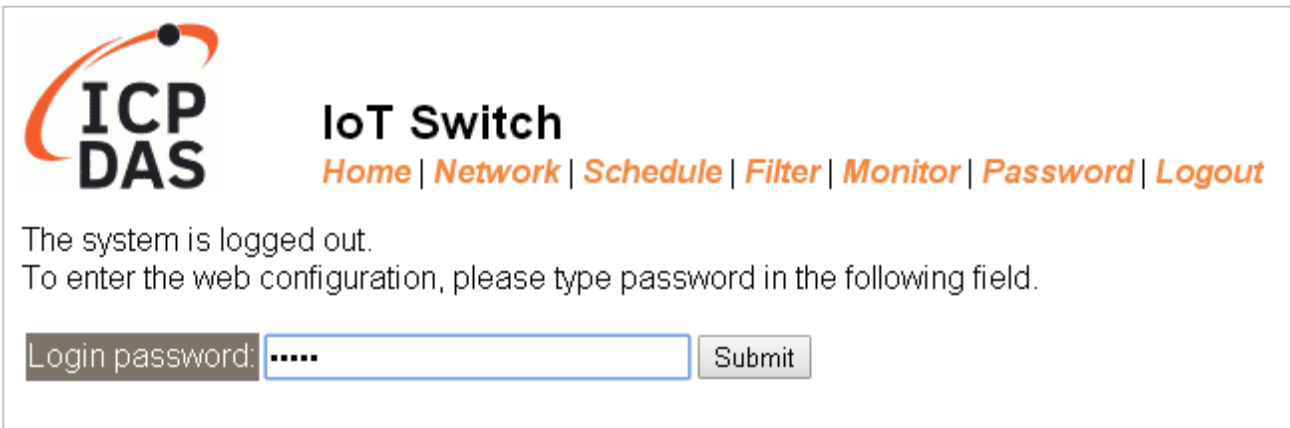 ICP
DAS
IoT Switch
Home | Network | Schedule | Filter | Monitor | Password | Logout
The system is logged out.
To enter the web configuration, please type password in the following field.
Login password: ••••• Submit